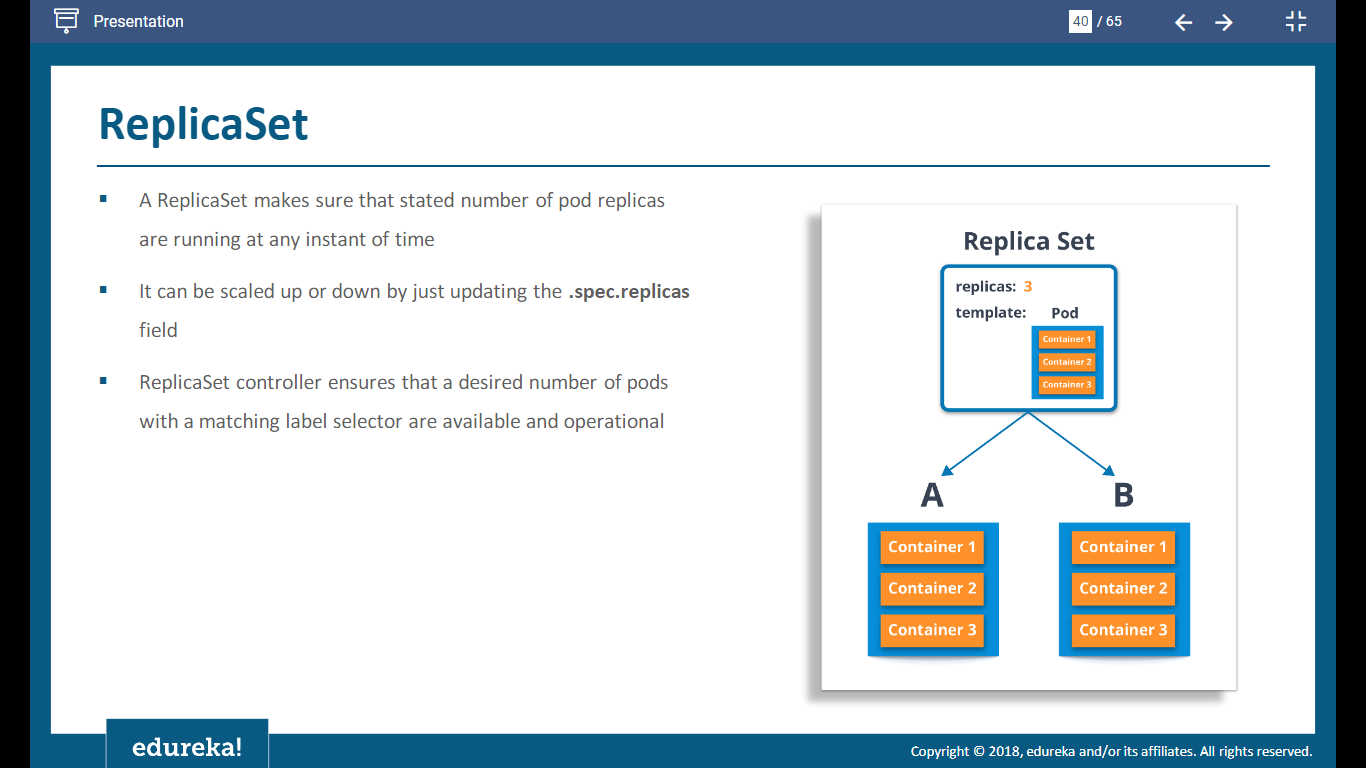 Presentation
40 / 65
ReplicaSet
A ReplicaSet makes sure that stated number of pod replicas
are running at any instant of time
It can be scaled up or down by just updating the .spec.replicas
field
ReplicaSet controller ensures that a desired number of pods
with a matching label selector are available and operational
Replica Set
replicas: 3
template: Pod
Container 1
Container 2
Container 3
A
Container 1
Container 2
Container 3
B
Container 1
Container 2
Container 3
edureka!
Copyright © 2018, edureka and/or its affiliates. All rights reserved.